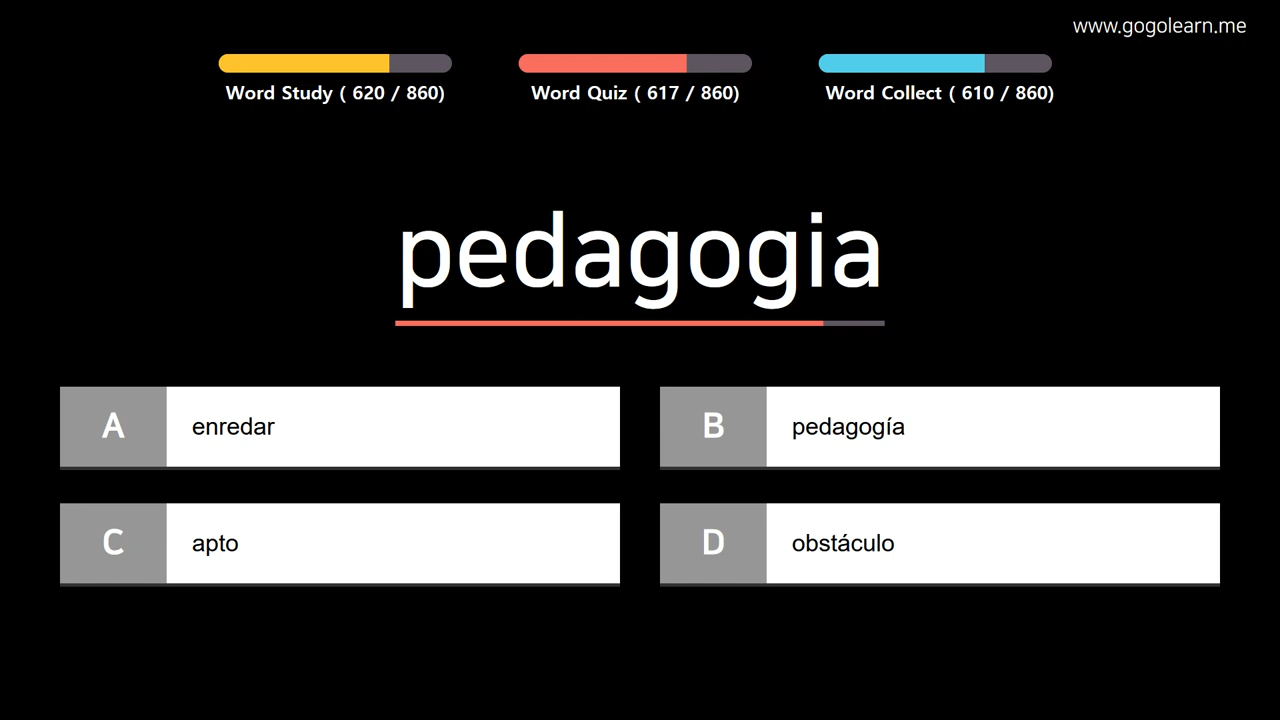 www.gogolearn.me
Word Study ( 620 / 860)
Word Quiz ( 617 / 860)
Word Collect ( 610 / 860)
pedagogia
A enredar
B pedagogía
C apto
D obstáculo